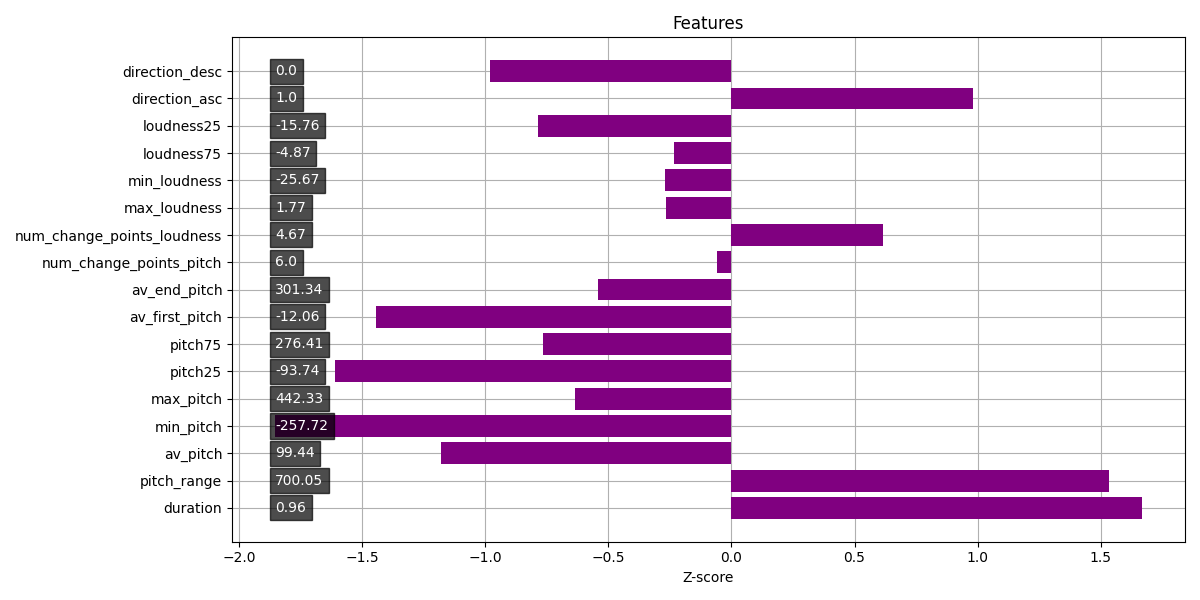 Features
direction_desc 0.0
direction_asc 1.0
loudness25 -15.76
loudness75 -4.87
min_loudness -25.67
max_loudness 1.77
num_change_points_loudness 4.67
num_change_points_pitch 6.0
av_end_pitch 301.34
av_first_pitch -12.06
pitch75 276.41
pitch25 -93.74
max_pitch 442.33
min_pitch -257.72
av_pitch 99.44
pitch_range 700.05
duration 0.96
−2.0 −1.5 −1.0 −0.5 0.0 0.5 1.0 1.5
Z-score